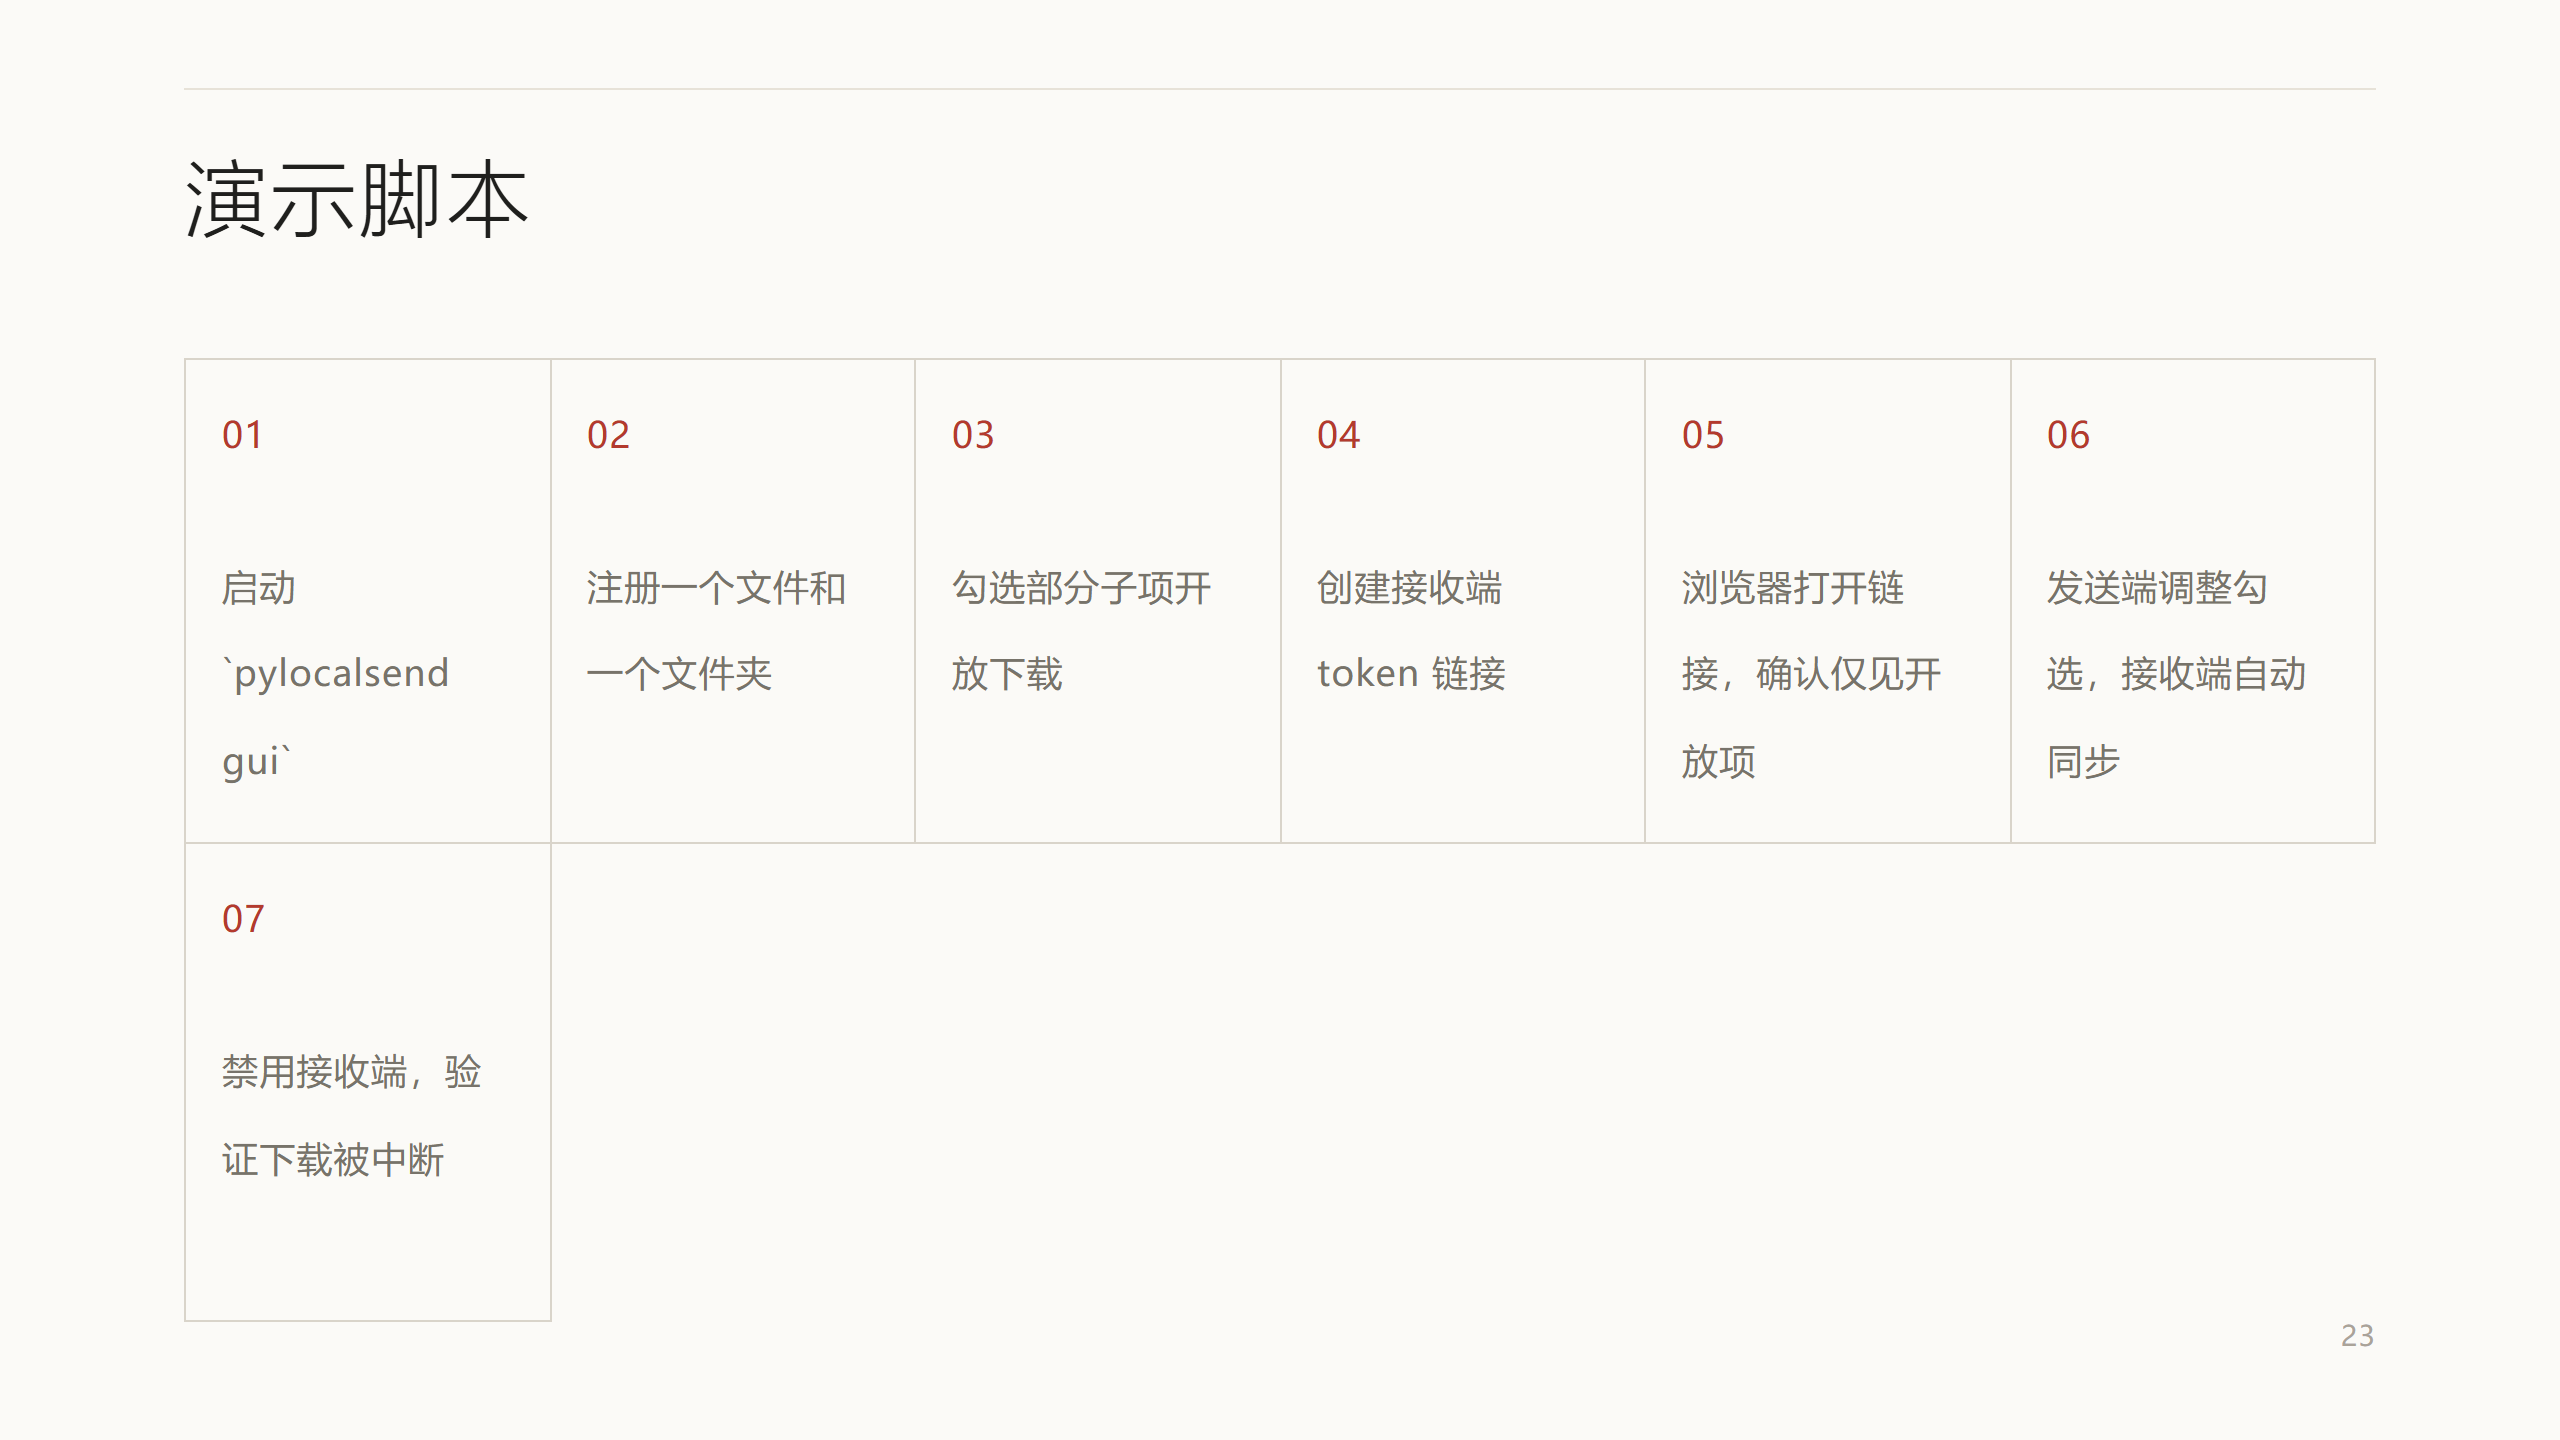 演示脚本
01
启动
`pylocalsend
gui`
02
注册一个文件和
一个文件夹
03
勾选部分子项开
放下载
04
创建接收端
token 链接
05
浏览器打开链
接，确认仅见开
放项
06
发送端调整勾
选，接收端自动
同步
07
禁用接收端，验
证下载被中断
23